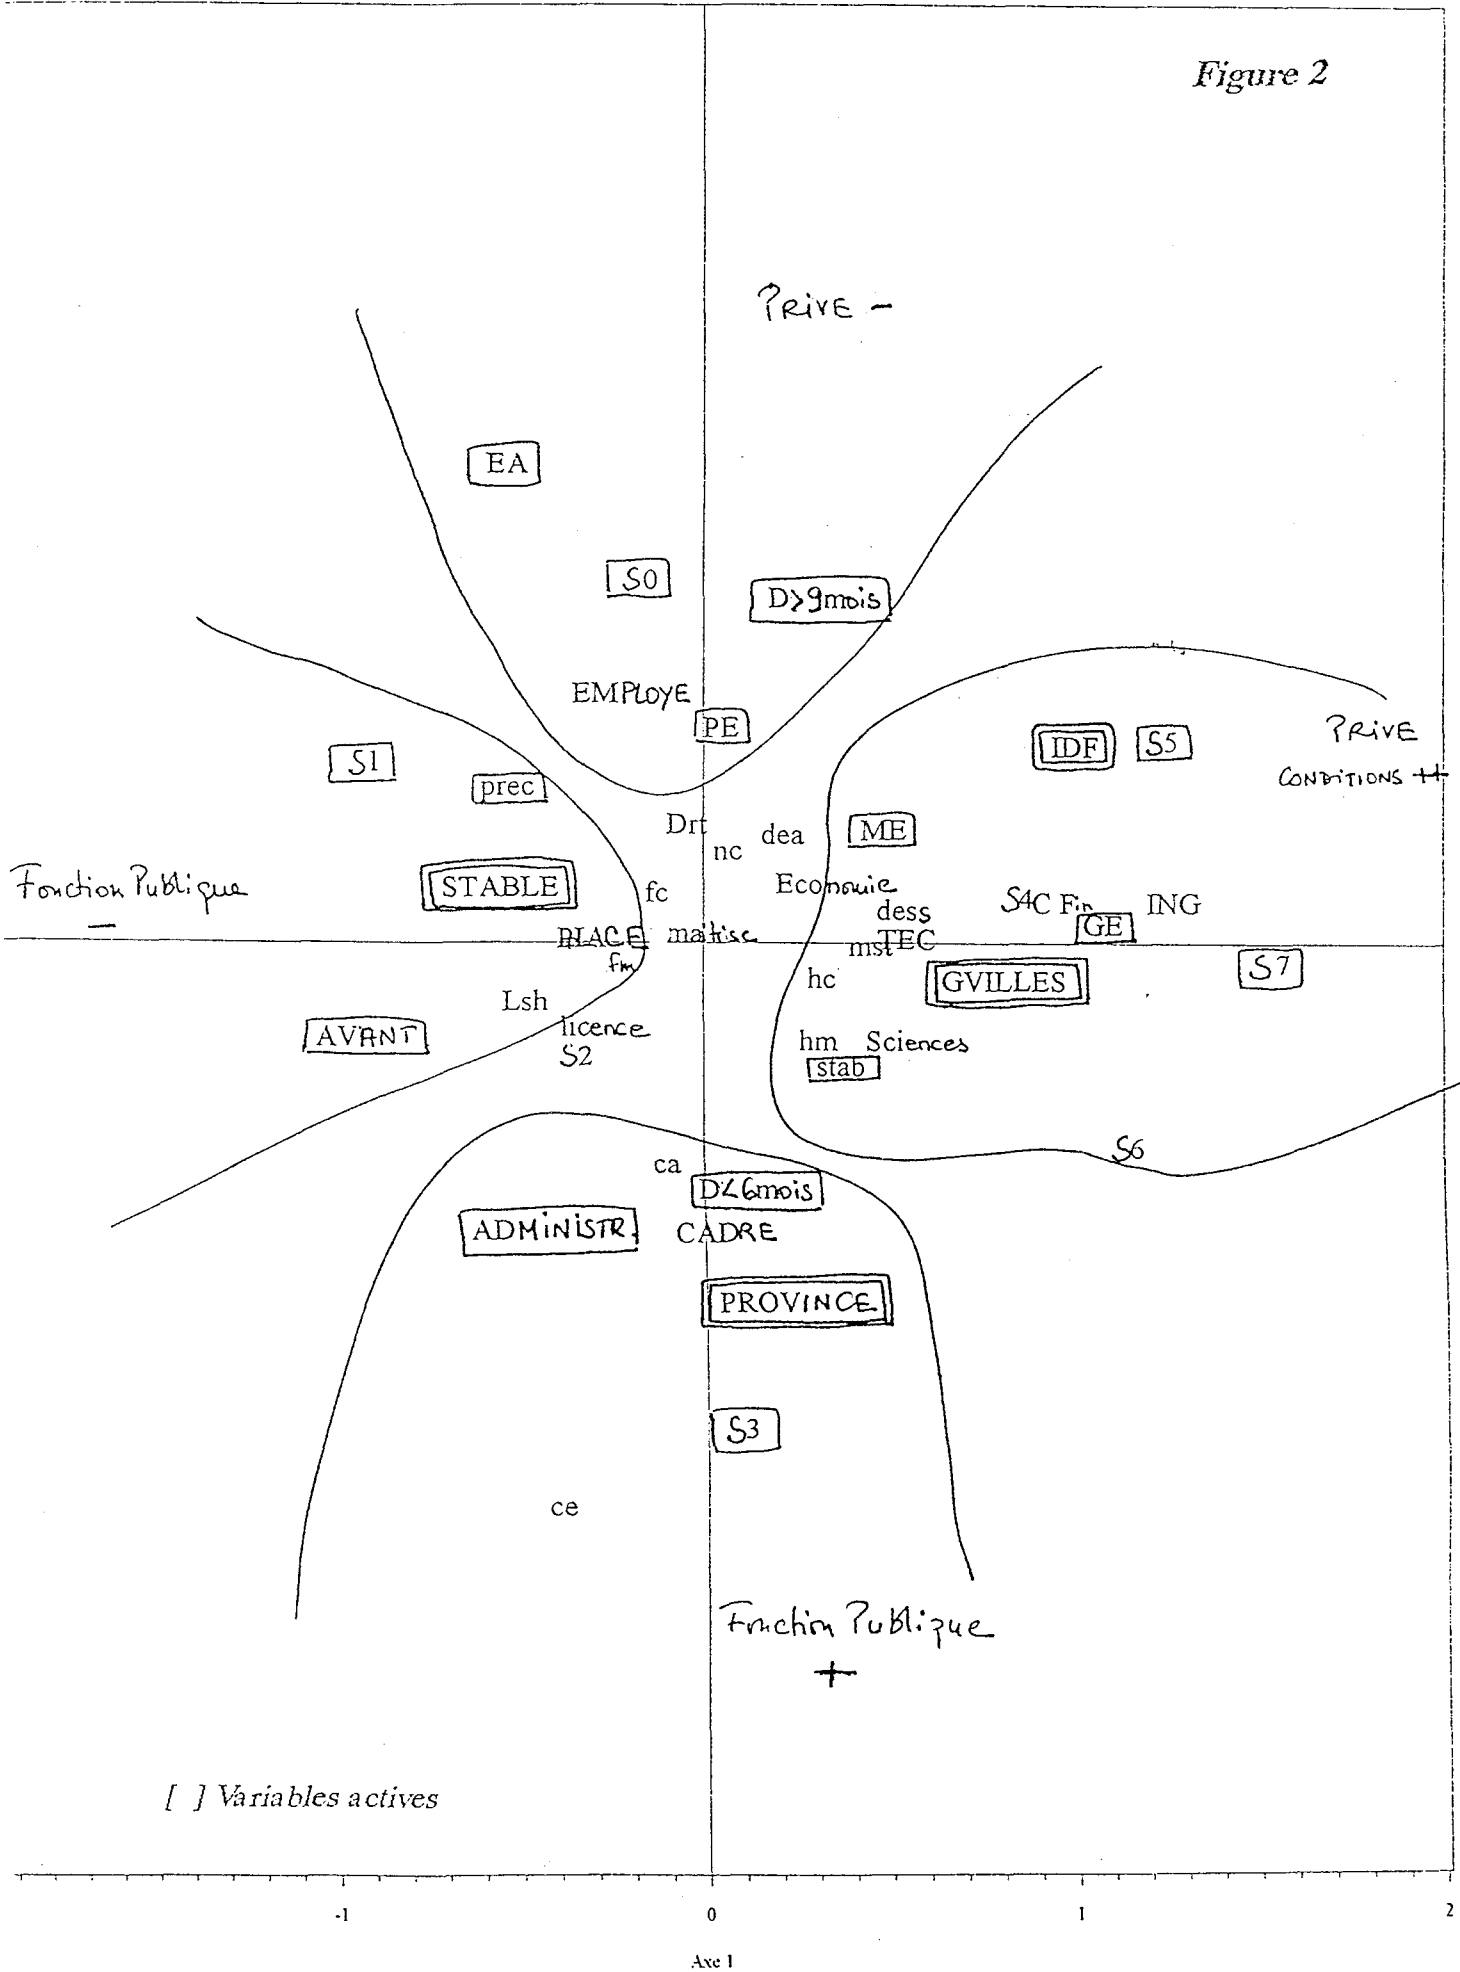 Figure 2
PRIVE -
EA
S0
D>9mois
EMPLOYE
PE
PRIVE
CONDITIONS ++
IDF
S5
S1
prec
Drt
nc
dea
ME
Fonction Publique
-
STABLE
fc
Economie
dess
S4
C Fin
ING
GE
maîtrise
mst
TEC
fm
hc
GVILLES
S7
Lsh
AVANT
licence
S2
hm
Sciences
stab
S6
ca
D<6mois
ADMINISTR.
CADRE
PROVINCE
S3
ce
Fonction Publique
+
[ ] Variables actives
-1
0
1
2
Axe 1